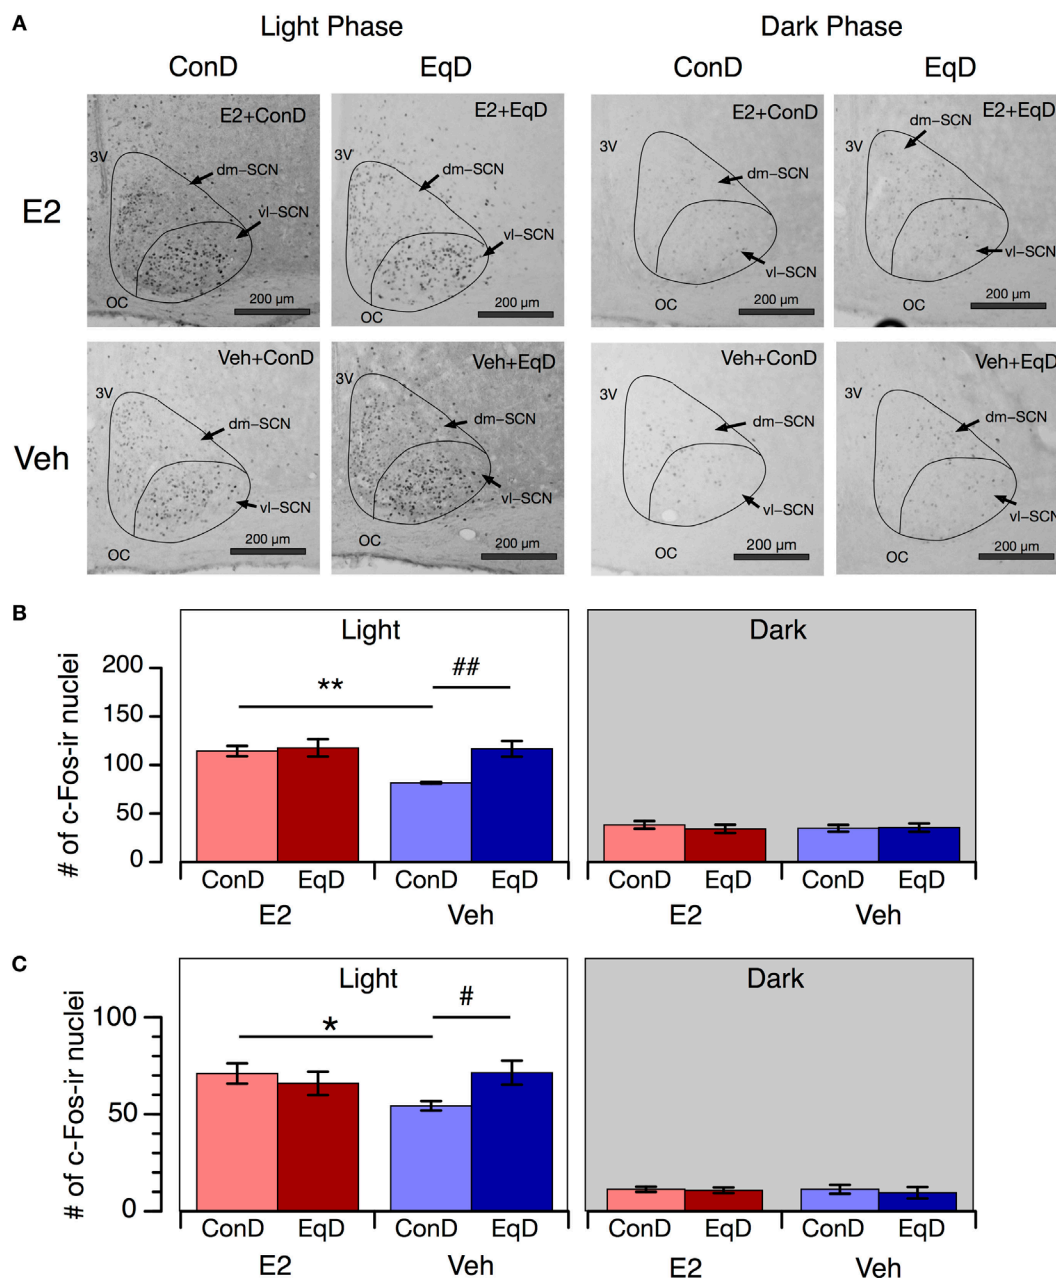 A
Light Phase
Dark Phase
ConD
EqD
ConD
EqD
E2
E2+ConD
3V
dm-SCN
vl-SCN
OC
200 µm
E2+EqD
3V
dm-SCN
vl-SCN
OC
200 µm
E2+ConD
3V
dm-SCN
vl-SCN
OC
200 µm
E2+EqD
dm-SCN
3V
vl-SCN
OC
200 µm
Veh
Veh+ConD
3V
dm-SCN
vl-SCN
OC
200 µm
Veh+EqD
3V
dm-SCN
vl-SCN
OC
200 µm
Veh+ConD
3V
dm-SCN
vl-SCN
OC
200 µm
Veh+EqD
3V
dm-SCN
vl-SCN
OC
200 µm
B
# of c-Fos-ir nuclei
200
150
100
50
0
Light
**
##
Dark
ConD EqD ConD EqD
E2 Veh
ConD EqD ConD EqD
E2 Veh
C
# of c-Fos-ir nuclei
100
50
0
Light
*
#
Dark
ConD EqD ConD EqD
E2 Veh
ConD EqD ConD EqD
E2 Veh